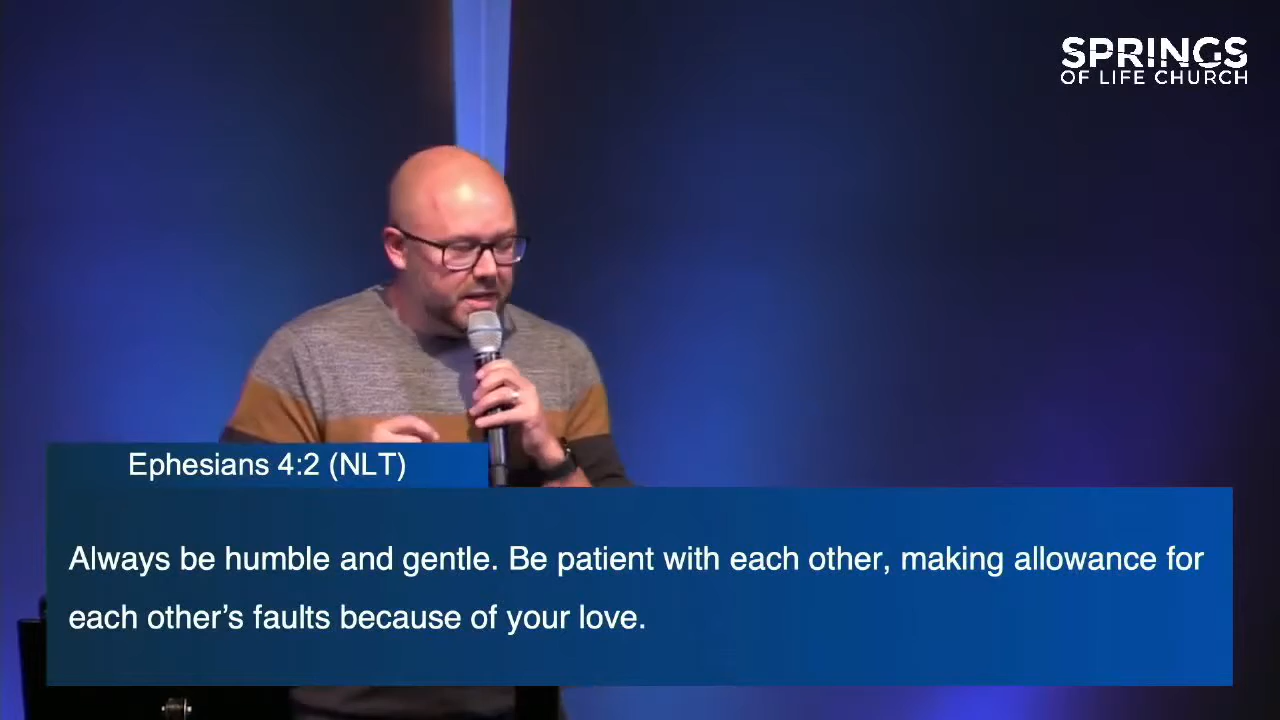 SPRINGS
OF LIFE CHURCH
Ephesians 4:2 (NLT)
Always be humble and gentle. Be patient with each other, making allowance for
each other’s faults because of your love.